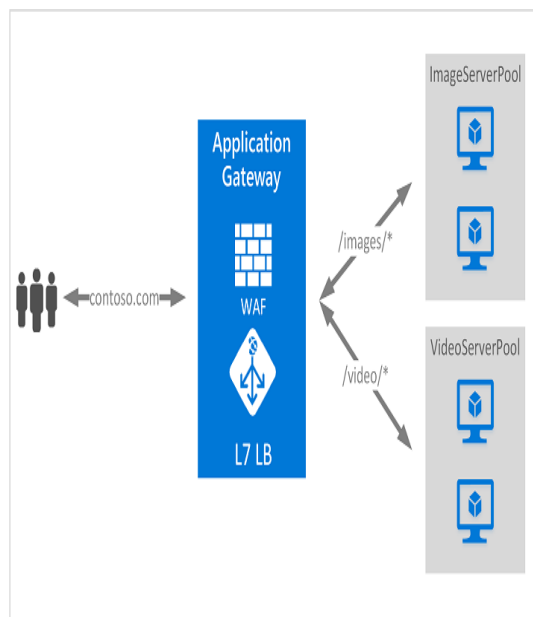 ImageServerPool
Application
Gateway
/images/*
contoso.com
WAF
VideoServerPool
/video/*
L7 LB